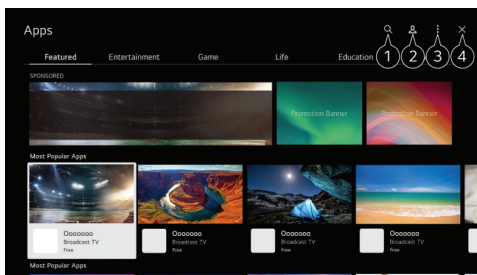 Apps
Featured Entertainment Game Life Education
1 2 3 4
SPONSORED
Promotion Banner Promotion Banner
Most Popular Apps
Ooooooo Ooooooo Ooooooo Ooooooo
Broadcast TV Broadcast TV Broadcast TV Broadcast TV
Free Free Free Free
Most Popular Apps